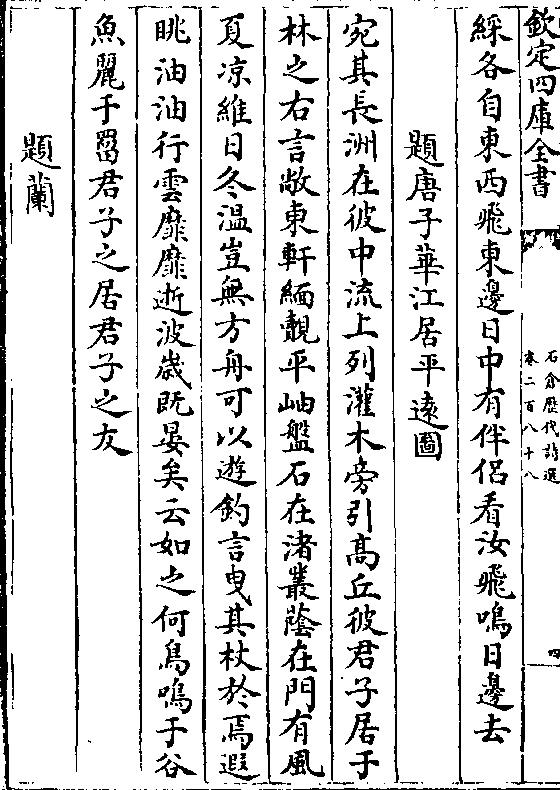 欽定四庫全書
石倉歷代詩選
卷二百八十八
四
綵各自東西飛東邊日中有伴侶看汝飛鳴日邊去
題唐子華江居平遠圖
宛其長洲在彼中流上列灌木旁引髙丘彼君子居于
林之右言敞東軒緬覿平岫盤石在渚叢蔭在門有風
夏凉維日冬溫豈無方舟可以遊釣言曳其杖於焉遐
眺油油行雲靡靡逝波嵗既晏矣云如之何鳥鳴于谷
魚麗于罶君子之居君子之友
題蘭